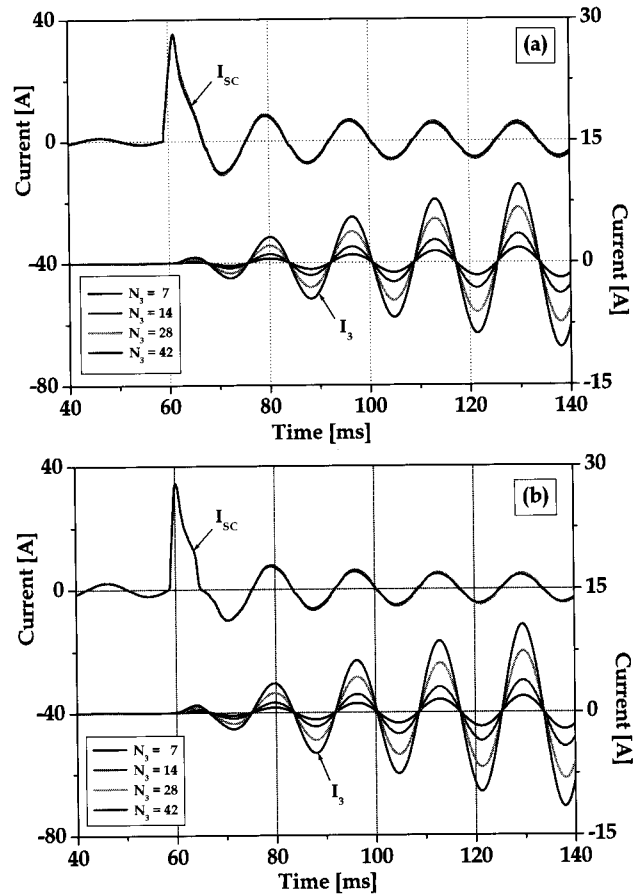 (a)
Current [A]
40
0
-40
-80
30
15
0
-15
Current [A]
I_SC
I_3
N_3 = 7
N_3 = 14
N_3 = 28
N_3 = 42
40 60 80 100 120 140
Time [ms]
(b)
Current [A]
40
0
-40
-80
30
15
0
-15
Current [A]
I_SC
I_3
N_3 = 7
N_3 = 14
N_3 = 28
N_3 = 42
40 60 80 100 120 140
Time [ms]